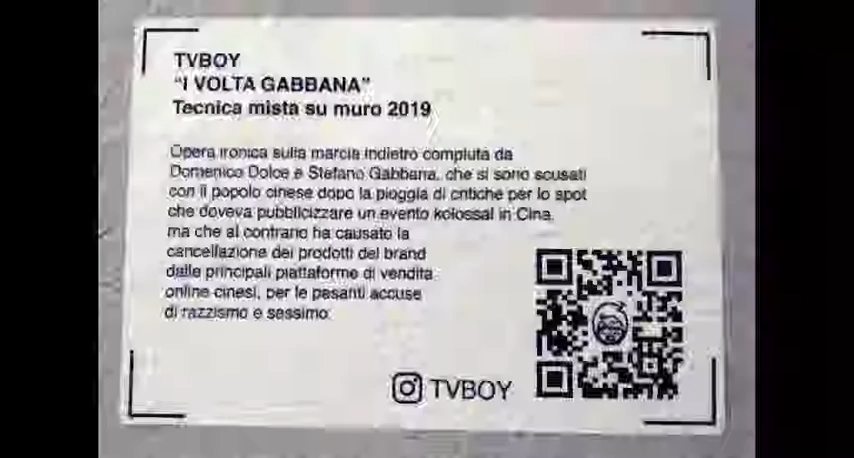 TVBOY
"I VOLTA GABBANA"
Tecnica mista su muro 2019
Opera ironica sulla marcia indietro compiuta da
Domenico Dolce e Stefano Gabbana, che si sono scusati
con il popolo cinese dopo la pioggia di critiche per lo spot
che doveva pubblicizzare un evento kolossal in Cina,
ma che al contrario ha causato la
cancellazione dei prodotti del brand
dalle principali piattaforme di vendita
online cinesi, per le pesanti accuse
di razzismo e sessimo.
TVBOY